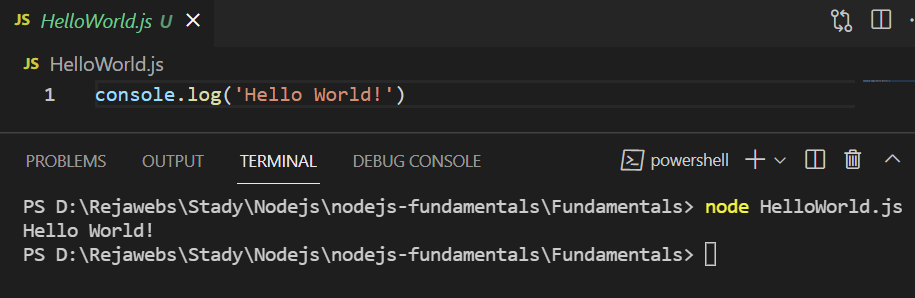 JS HelloWorld.js U
JS HelloWorld.js
1 console.log('Hello World!')
PROBLEMS OUTPUT TERMINAL DEBUG CONSOLE powershell
PS D:\Rejawebs\Stady\Nodejs\nodejs-fundamentals\Fundamentals> node HelloWorld.js
Hello World!
PS D:\Rejawebs\Stady\Nodejs\nodejs-fundamentals\Fundamentals>